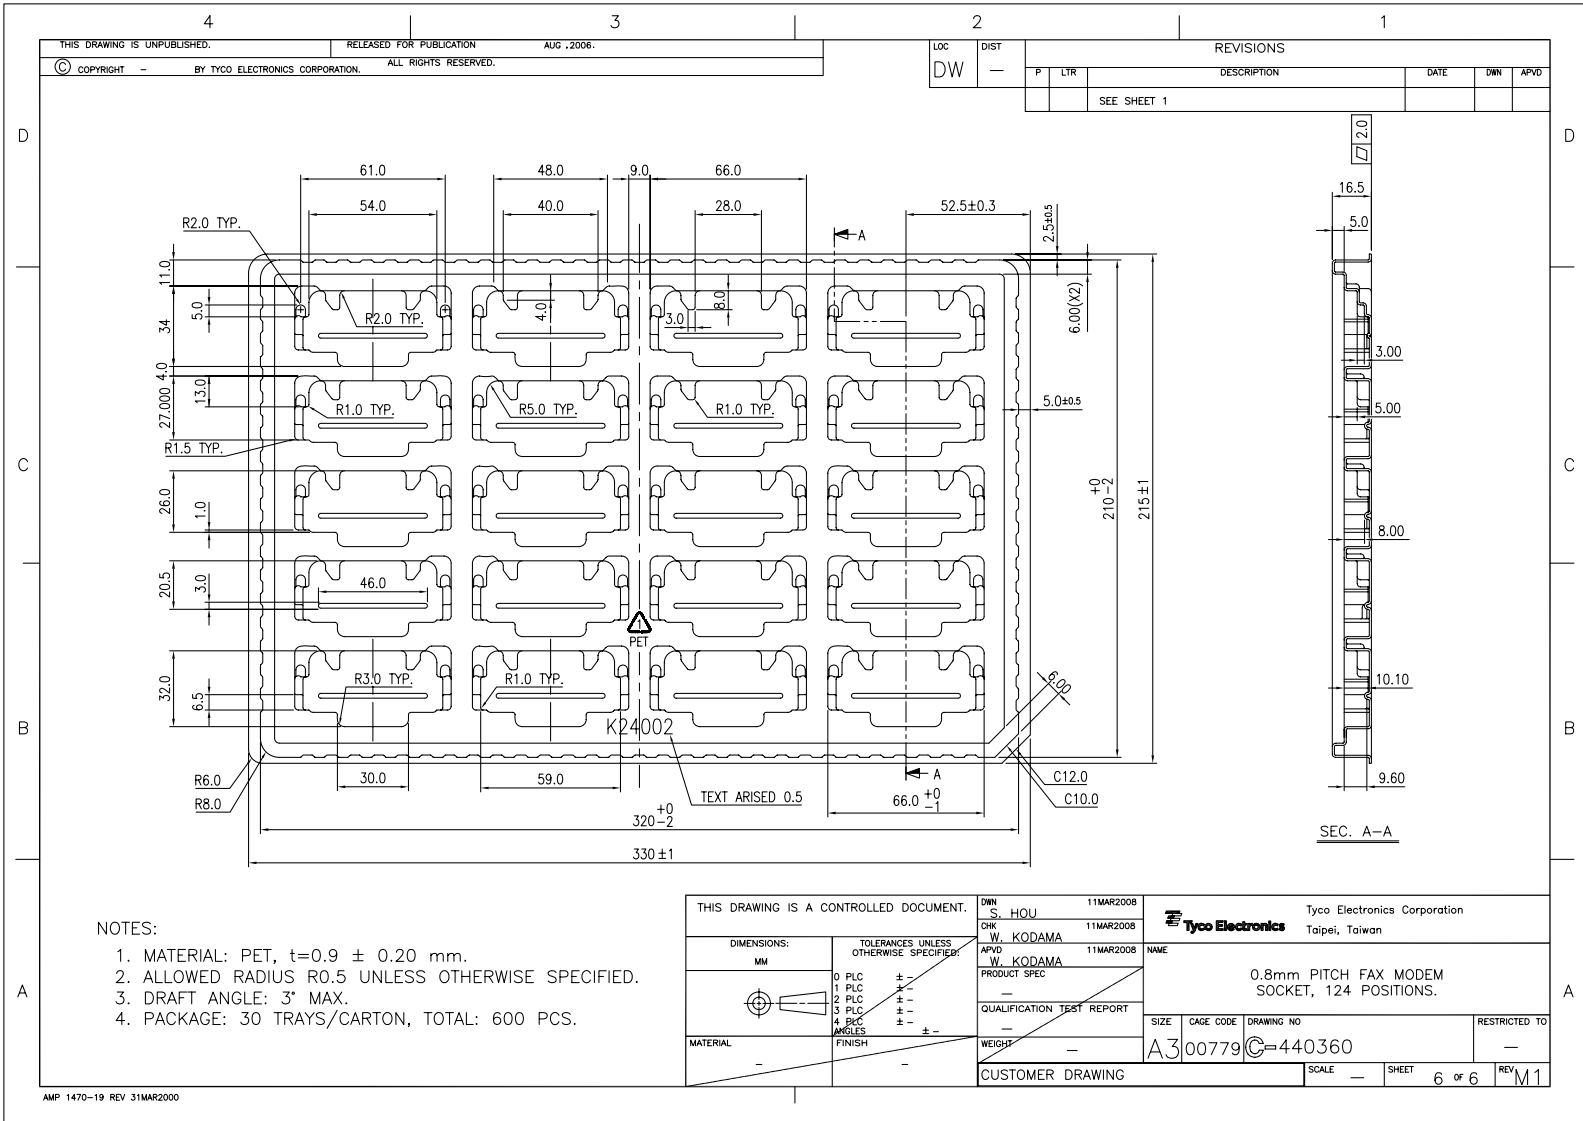 4 3 2 1
THIS DRAWING IS UNPUBLISHED. RELEASED FOR PUBLICATION AUG ,2006.
© COPYRIGHT - BY TYCO ELECTRONICS CORPORATION. ALL RIGHTS RESERVED.
LOC DIST REVISIONS
DW —
P LTR DESCRIPTION DATE DWN APVD
SEE SHEET 1
D D
C C
B B
A A
61.0 48.0 9.0 66.0
54.0 40.0 28.0 52.5±0.3
R2.0 TYP.
A
2.5±0.5
11.0
5.0
34
R2.0 TYP.
4.0
8.0
3.0
6.00(X2)
4.0
13.0
27.000
R1.0 TYP. R5.0 TYP. R1.0 TYP.
5.0±0.5
R1.5 TYP.
26.0
1.0
210 +0 -2
215±1
20.5
3.0
46.0
1
PET
32.0
6.5
R3.0 TYP. R1.0 TYP.
6.00
K24002
R6.0
R8.0
30.0 59.0
TEXT ARISED 0.5
A
66.0 +0 -1
C12.0
C10.0
320 +0 -2
330±1
2.0
16.5
5.0
3.00
5.00
8.00
10.10
9.60
SEC. A-A
NOTES:
1. MATERIAL: PET, t=0.9 ± 0.20 mm.
2. ALLOWED RADIUS R0.5 UNLESS OTHERWISE SPECIFIED.
3. DRAFT ANGLE: 3° MAX.
4. PACKAGE: 30 TRAYS/CARTON, TOTAL: 600 PCS.
THIS DRAWING IS A CONTROLLED DOCUMENT.
DIMENSIONS:
MM
TOLERANCES UNLESS
OTHERWISE SPECIFIED:
0 PLC ± -
1 PLC ± -
2 PLC ± -
3 PLC ± -
4 PLC ± -
ANGLES ± -
MATERIAL
-
FINISH
-
DWN 11MAR2008
S. HOU
CHK 11MAR2008
W. KODAMA
APVD 11MAR2008
W. KODAMA
PRODUCT SPEC
—
QUALIFICATION TEST REPORT
—
WEIGHT —
CUSTOMER DRAWING
Tyco Electronics
Tyco Electronics Corporation
Taipei, Taiwan
NAME
0.8mm PITCH FAX MODEM
SOCKET, 124 POSITIONS.
SIZE CAGE CODE DRAWING NO RESTRICTED TO
A3 00779 C-440360 —
SCALE — SHEET 6 OF 6 REV M1
AMP 1470-19 REV 31MAR2000